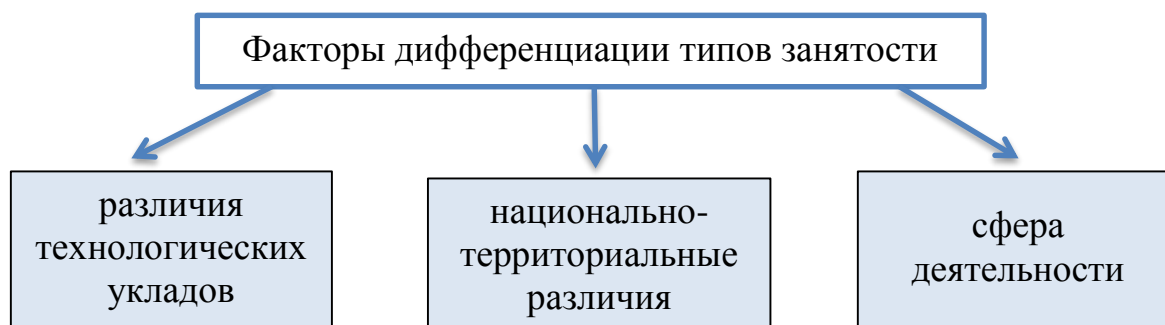 Факторы дифференциации типов занятости
различия
технологических
укладов
национально-
территориальные
различия
сфера
деятельности